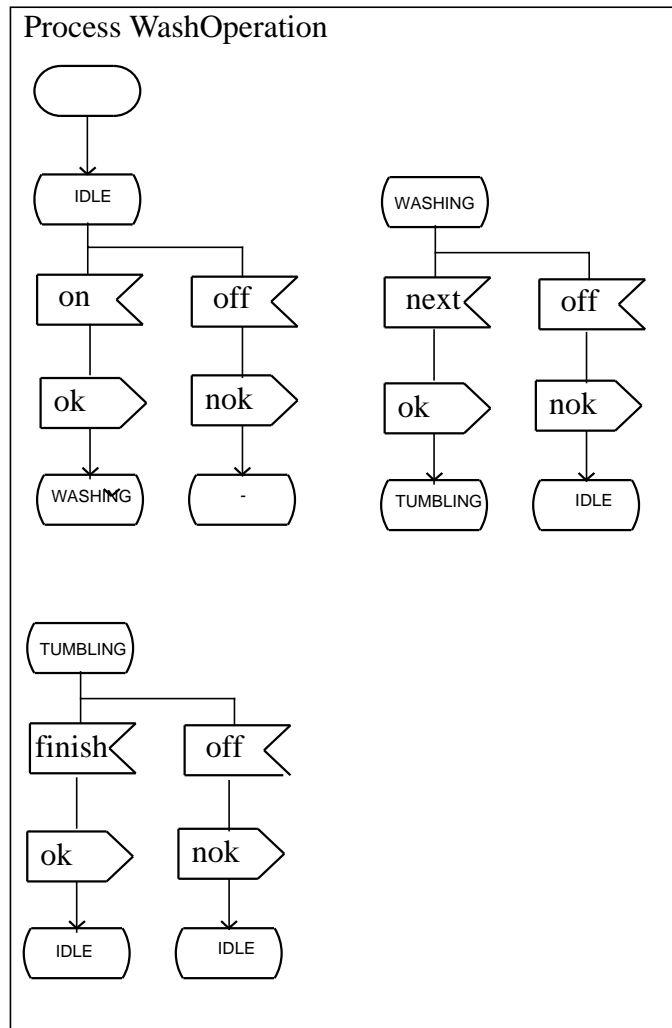 Process WashOperation
IDLE
on off
ok nok
WASHING -
WASHING
next off
ok nok
TUMBLING IDLE
TUMBLING
finish off
ok nok
IDLE IDLE